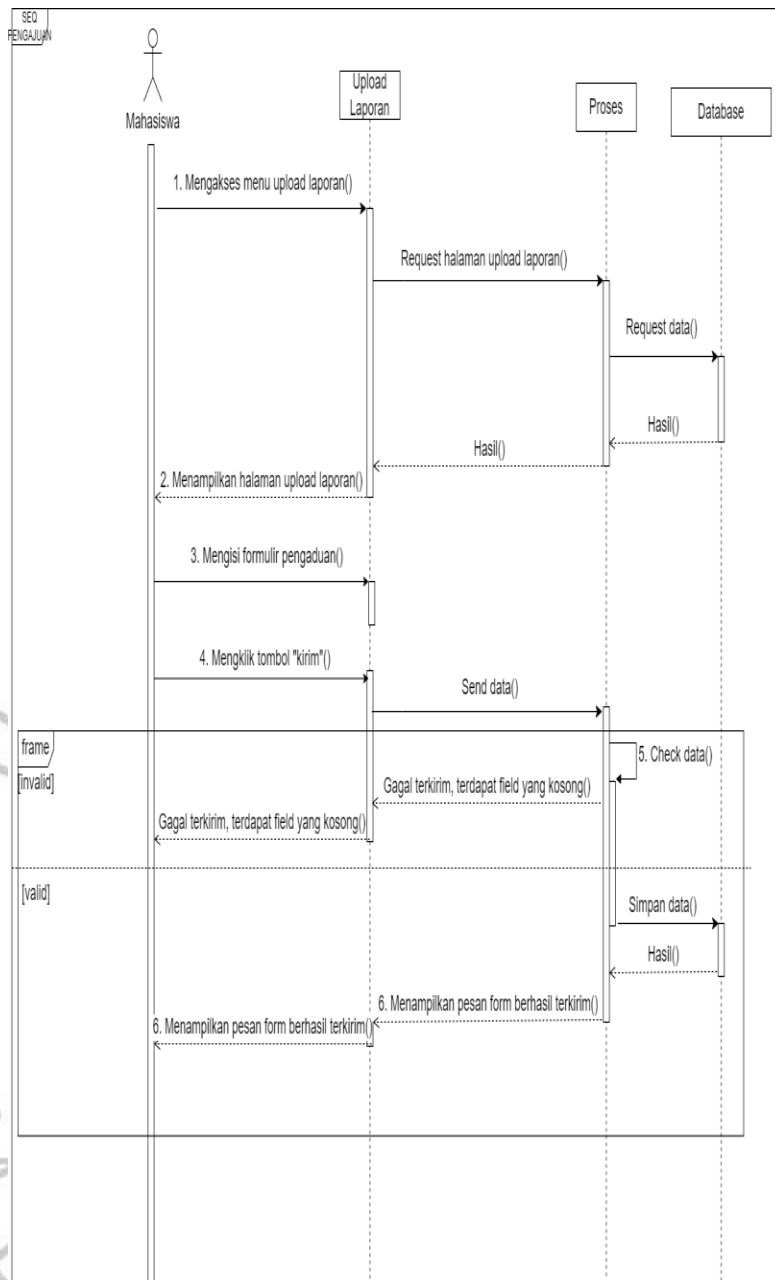 SEQ
PENGAJUAN
Mahasiswa
Upload
Laporan
Proses
Database
1. Mengakses menu upload laporan()
Request halaman upload laporan()
Request data()
Hasil()
Hasil()
2. Menampilkan halaman upload laporan()
3. Mengisi formulir pengaduan()
4. Mengklik tombol "kirim"()
Send data()
frame
[invalid]
5. Check data()
Gagal terkirim, terdapat field yang kosong()
Gagal terkirim, terdapat field yang kosong()
[valid]
Simpan data()
Hasil()
6. Menampilkan pesan form berhasil terkirim()
6. Menampilkan pesan form berhasil terkirim()